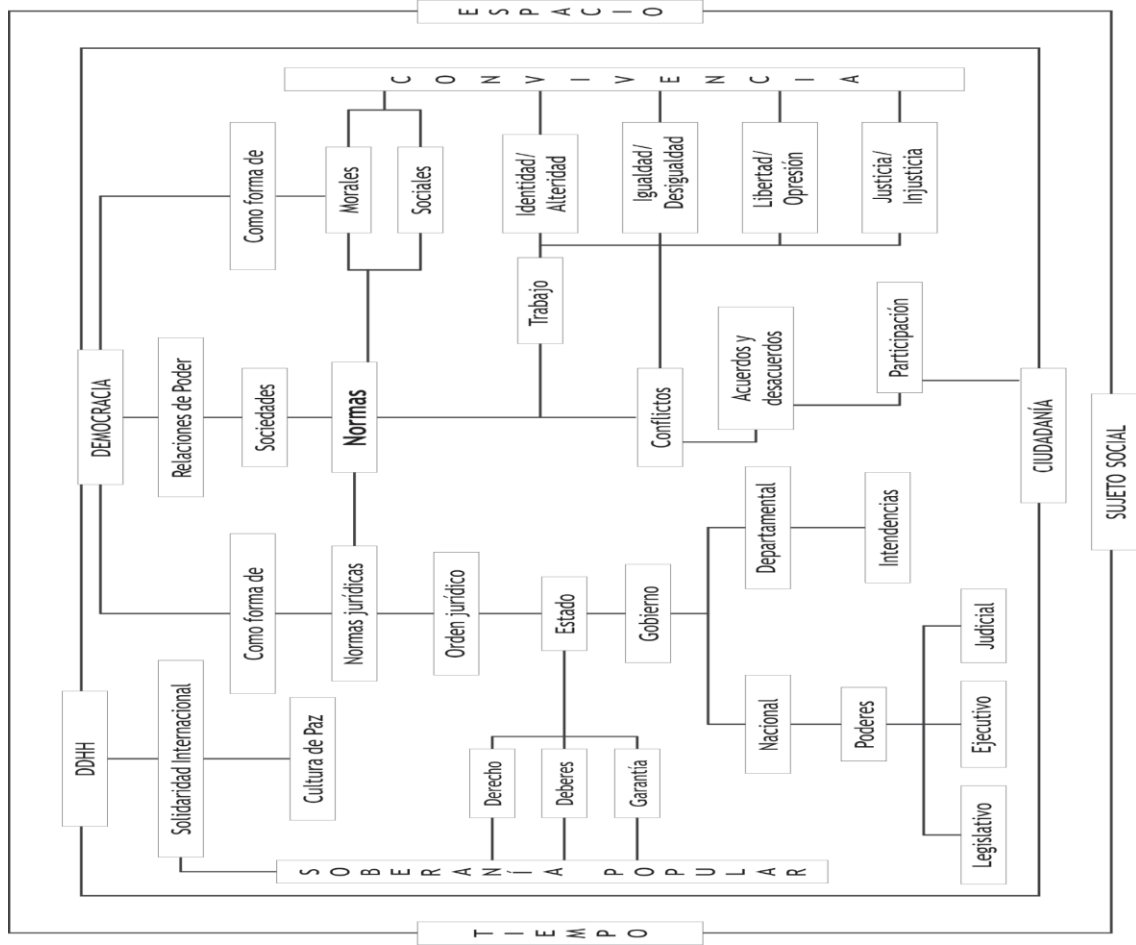 DDHH
DEMOCRACIA
Solidaridad Internacional
Relaciones de Poder
Como forma de
Sociedades
Como forma de
Cultura de Paz
Normas jurídicas
Normas
Morales
Sociales
Orden jurídico
TIEMPO
SOBERANÍA POPULAR
CONVIVENCIA
ESPACIO
Derecho
Deberes
Garantía
Estado
Trabajo
Identidad/
Alteridad
Gobierno
Conflictos
Igualdad/
Desigualdad
Nacional
Departamental
Acuerdos y
desacuerdos
Libertad/
Opresión
Poderes
Intendencias
Participación
Justicia/
Injusticia
Legislativo
Ejecutivo
Judicial
CIUDADANÍA
SUJETO SOCIAL